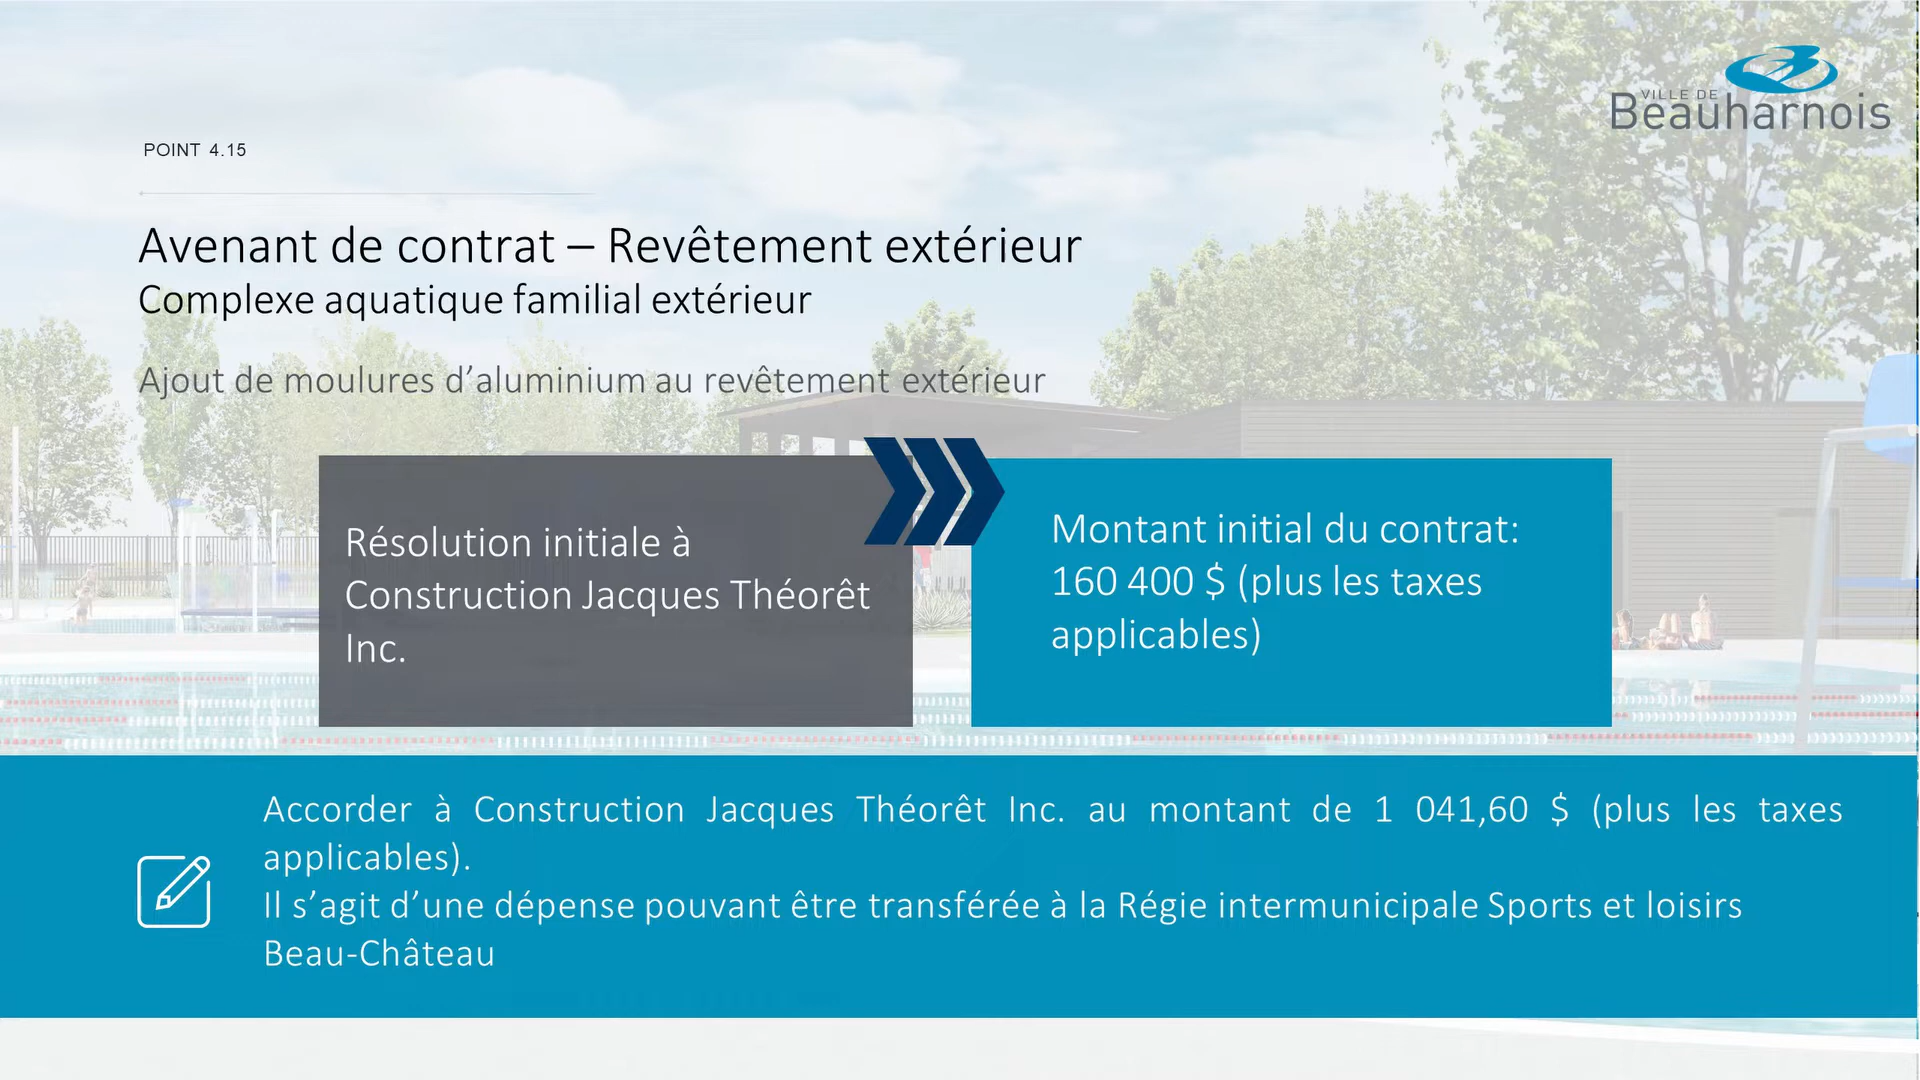 VILLE DE
Beauharnois
POINT 4.15
Avenant de contrat – Revêtement extérieur
Complexe aquatique familial extérieur
Ajout de moulures d’aluminium au revêtement extérieur
Résolution initiale à
Construction Jacques Théorêt
Inc.
Montant initial du contrat:
160 400 $ (plus les taxes
applicables)
Accorder à Construction Jacques Théorêt Inc. au montant de 1 041,60 $ (plus les taxes
applicables).
Il s’agit d’une dépense pouvant être transférée à la Régie intermunicipale Sports et loisirs
Beau-Château